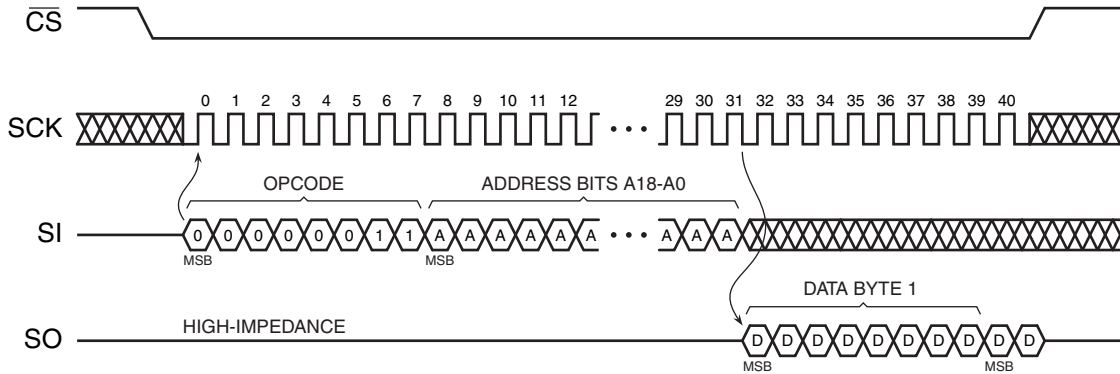 CS
0 1 2 3 4 5 6 7 8 9 10 11 12 29 30 31 32 33 34 35 36 37 38 39 40
SCK
OPCODE ADDRESS BITS A18-A0
SI 0 0 0 0 0 0 1 1 A A A A A A A A A
MSB MSB
DATA BYTE 1
HIGH-IMPEDANCE
SO D D D D D D D D D D
MSB MSB